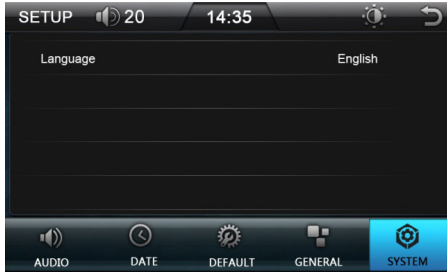 SETUP 20 14:35
Language English
AUDIO DATE DEFAULT GENERAL SYSTEM